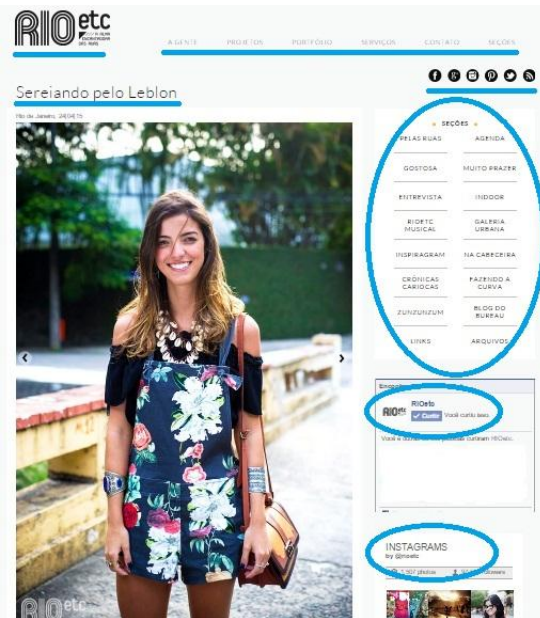 RIO etc
A GENTE PROJETOS PORTFÓLIO SERVIÇOS CONTATO SEÇÕES
Sereiando pelo Leblon
Rio de Janeiro, 24/04/15
SEÇÕES
PELAS RUAS AGENDA
GOSTOSA MUITO PRAZER
ENTREVISTA INDOOR
RIOETC MUSICAL GALERIA URBANA
INSPIRAGRAM NA CABECEIRA
CRÔNICAS CARIOCAS FAZENDO A CURVA
ZUNZUNZUM BLOG DO BUREAU
LINKS ARQUIVOS
RIOetc
Curtir Você curtiu isso.
INSTAGRAMS
by @rioetc
photos followers
RIO etc